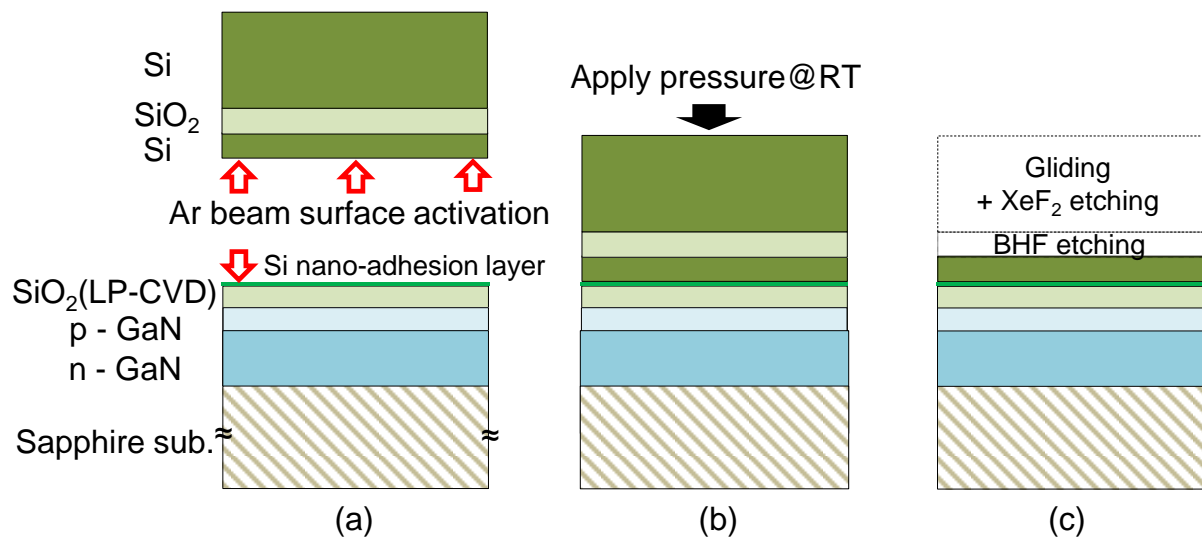 Si
SiO2
Si
Ar beam surface activation
Si nano-adhesion layer
SiO2(LP-CVD)
p - GaN
n - GaN
Sapphire sub.
≈
≈
(a)
Apply pressure@RT
(b)
Gliding
+ XeF2 etching
BHF etching
(c)